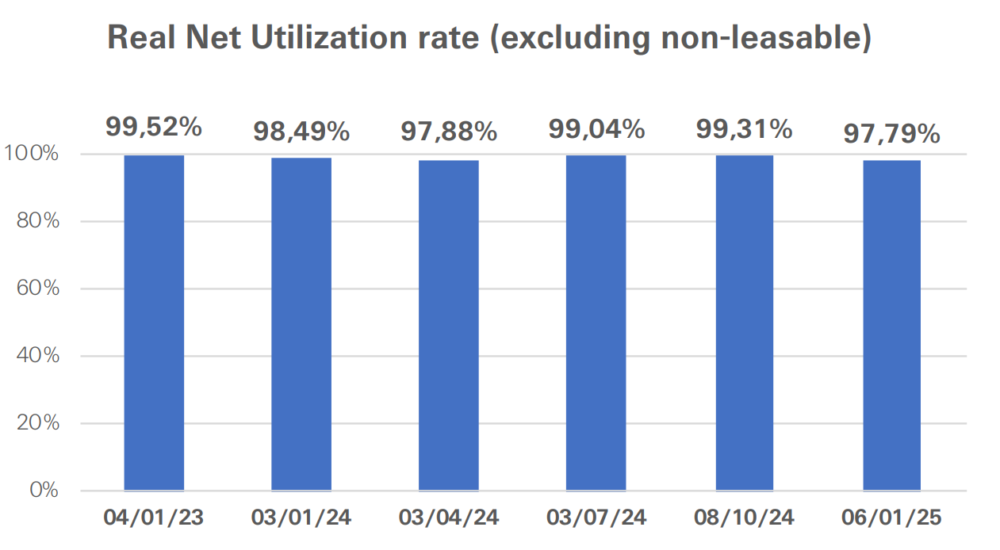 Real Net Utilization rate (excluding non-leasable)
99,52% 98,49% 97,88% 99,04% 99,31% 97,79%
100%
80%
60%
40%
20%
0%
04/01/23 03/01/24 03/04/24 03/07/24 08/10/24 06/01/25